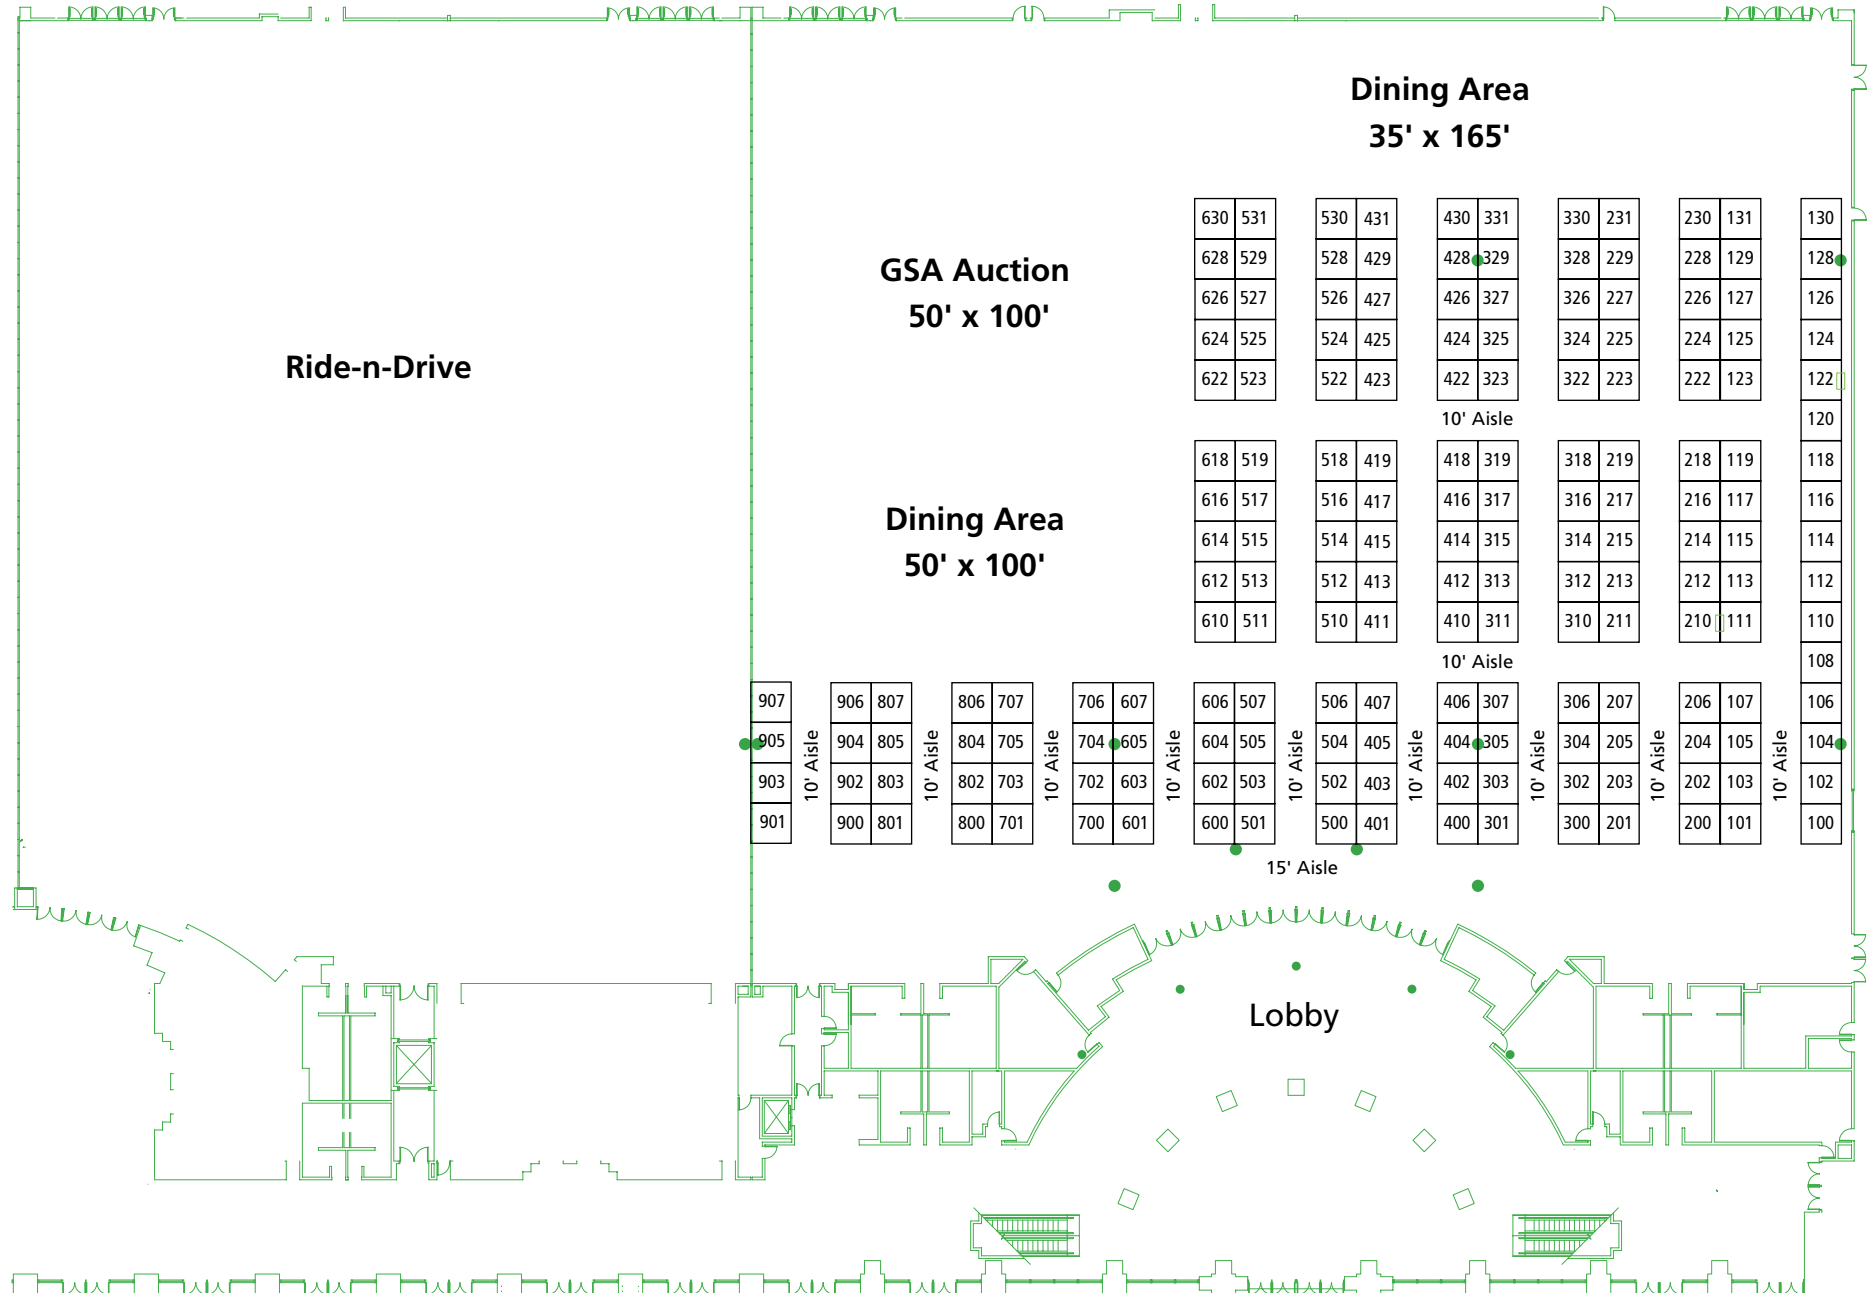 Dining Area
35' x 165'
630 531 530 431 430 331 330 231 230 131 130
GSA Auction
50' x 100'
628 529 528 429 428 329 328 229 228 129 128
626 527 526 427 426 327 326 227 226 127 126
624 525 524 425 424 325 324 225 224 125 124
Ride-n-Drive
622 523 522 423 422 323 322 223 222 123 122
10' Aisle
120
618 519 518 419 418 319 318 219 218 119 118
616 517 516 417 416 317 316 217 216 117 116
Dining Area
50' x 100'
614 515 514 415 414 315 314 215 214 115 114
612 513 512 413 412 313 312 213 212 113 112
610 511 510 411 410 311 310 211 210 111 110
10' Aisle
108
907 906 807 806 707 706 607 606 507 506 407 406 307 306 207 206 107 106
905 904 805 804 705 704 605 604 505 504 405 404 305 304 205 204 105 104
10' Aisle
10' Aisle
10' Aisle
10' Aisle
10' Aisle
10' Aisle
10' Aisle
10' Aisle
10' Aisle
903 902 803 802 703 702 603 602 503 502 403 402 303 302 203 202 103 102
901 900 801 800 701 700 601 600 501 500 401 400 301 300 201 200 101 100
15' Aisle
Lobby